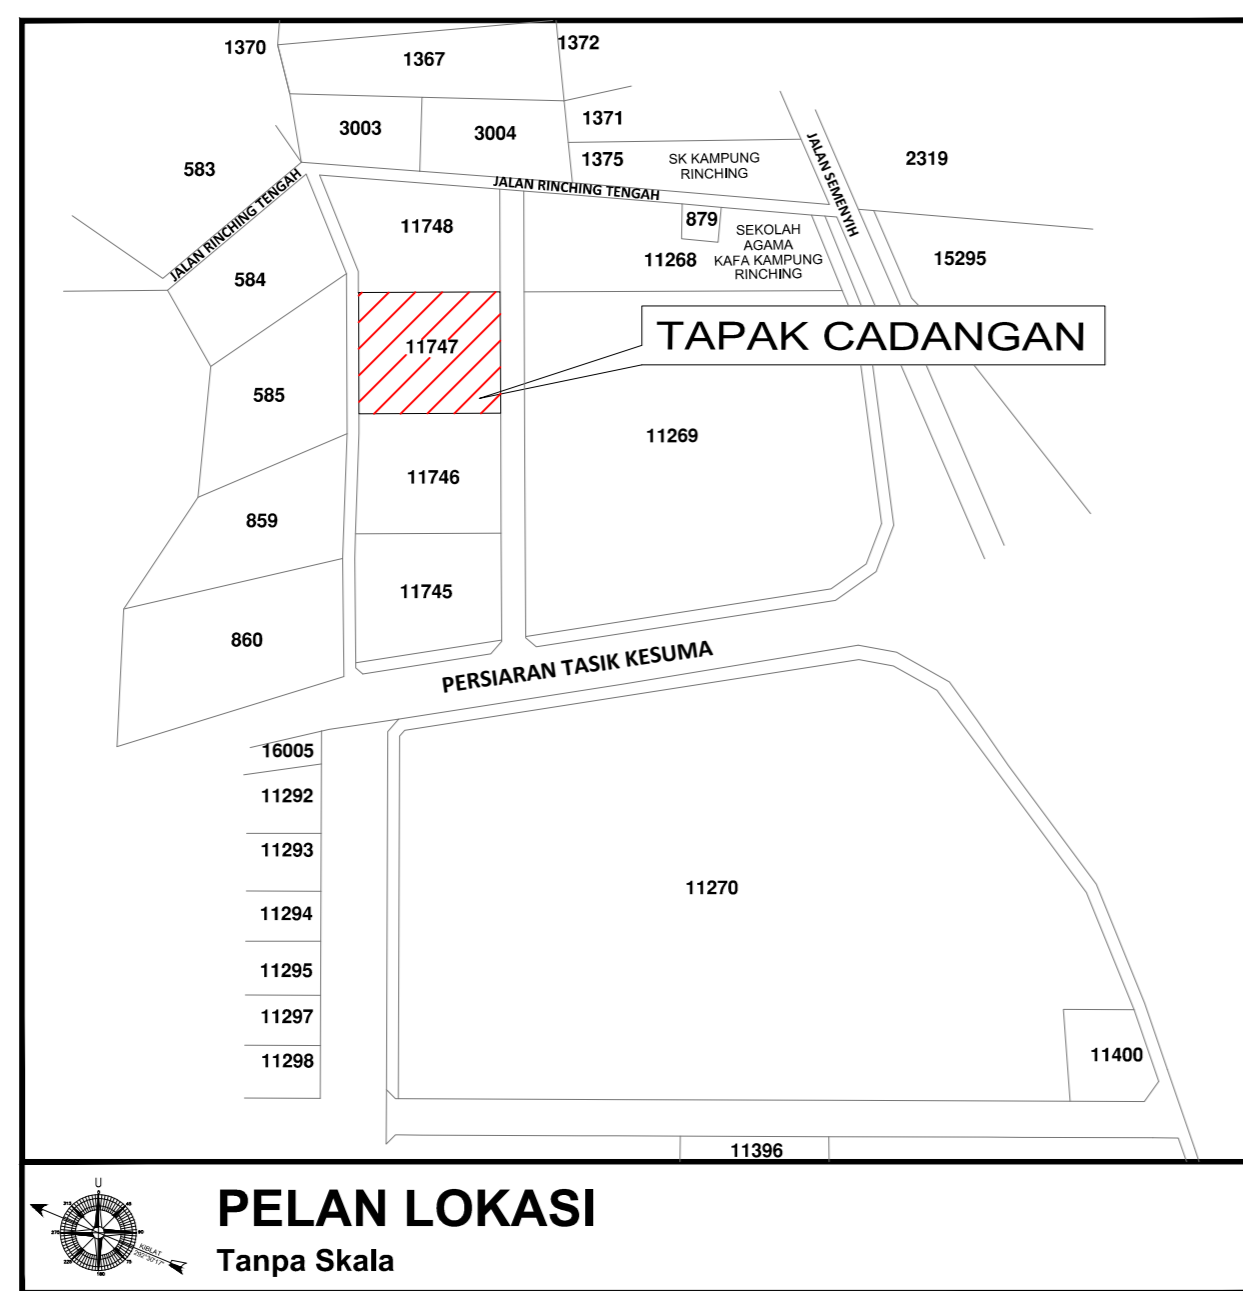 1370
1367
1372
3003
3004
1371
583
1375
SK KAMPUNG
RINCHING
JALAN SEMENYIH
2319
JALAN RINCHING TENGAH
JALAN RINCHING TENGAH
11748
879
SEKOLAH
AGAMA
KAFA KAMPUNG
RINCHING
11268
15295
584
11747
TAPAK CADANGAN
585
11269
11746
859
11745
860
PERSIARAN TASIK KESUMA
16005
11292
11293
11270
11294
11295
11297
11298
11400
11396
U
KIBLAT
PELAN LOKASI
Tanpa Skala